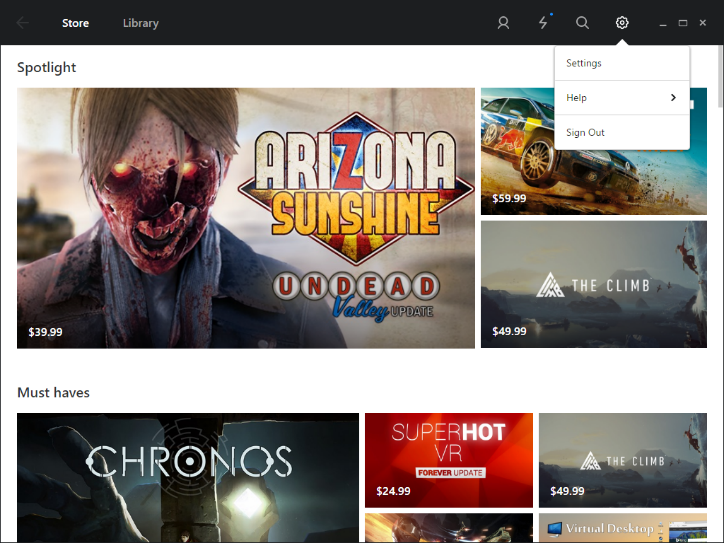 Store
Library
Settings
Help
Sign Out
Spotlight
ARIZONA
SUNSHINE
UNDEAD
Valley UPDATE
$39.99
$59.99
THE CLIMB
$49.99
Must haves
CHRONOS
SUPERHOT
VR
FOREVER UPDATE
$24.99
THE CLIMB
$49.99
Virtual Desktop